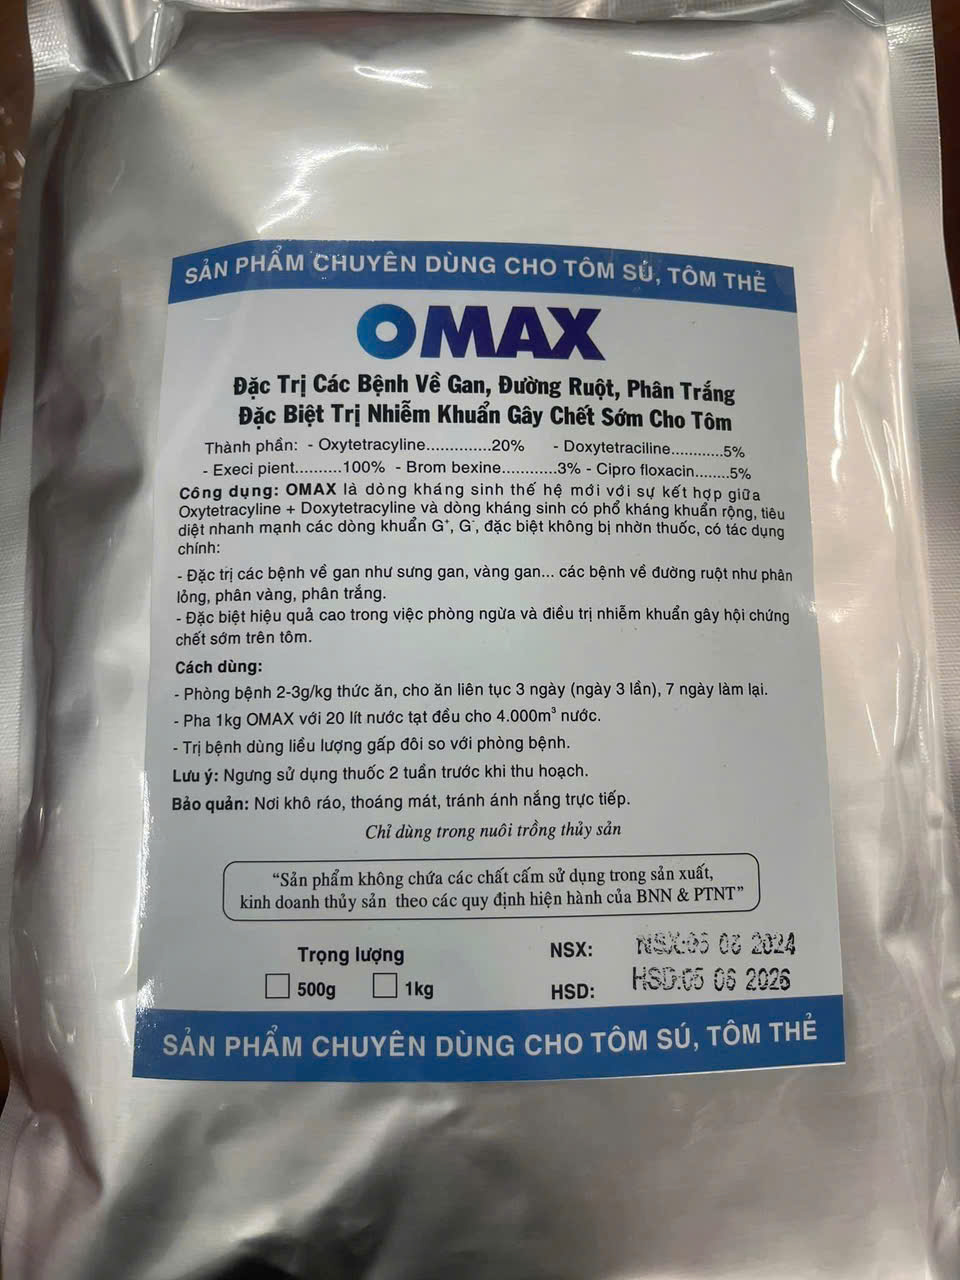 SẢN PHẨM CHUYÊN DÙNG CHO TÔM SÚ, TÔM THẺ
OMAX
Đặc Trị Các Bệnh Về Gan, Đường Ruột, Phân Trắng
Đặc Biệt Trị Nhiễm Khuẩn Gây Chết Sớm Cho Tôm
Thành phần: - Oxytetracyline.............20% - Doxytetraciline............5%
- Execi pient..........100% - Brom bexine............3% - Cipro floxacin........5%
Công dụng: OMAX là dòng kháng sinh thế hệ mới với sự kết hợp giữa
Oxytetracyline + Doxytetracyline và dòng kháng sinh có phổ kháng khuẩn rộng, tiêu
diệt nhanh mạnh các dòng khuẩn G⁺, G⁻, đặc biệt không bị nhờn thuốc, có tác dụng
chính:
- Đặc trị các bệnh về gan như sưng gan, vàng gan... các bệnh về đường ruột như phân
lỏng, phân vàng, phân trắng.
- Đặc biệt hiệu quả cao trong việc phòng ngừa và điều trị nhiễm khuẩn gây hội chứng
chết sớm trên tôm.
Cách dùng:
- Phòng bệnh 2-3g/kg thức ăn, cho ăn liên tục 3 ngày (ngày 3 lần), 7 ngày làm lại.
- Pha 1kg OMAX với 20 lít nước tạt đều cho 4.000m³ nước.
- Trị bệnh dùng liều lượng gấp đôi so với phòng bệnh.
Lưu ý: Ngưng sử dụng thuốc 2 tuần trước khi thu hoạch.
Bảo quản: Nơi khô ráo, thoáng mát, tránh ánh nắng trực tiếp.
Chỉ dùng trong nuôi trồng thủy sản
“Sản phẩm không chứa các chất cấm sử dụng trong sản xuất,
kinh doanh thủy sản theo các quy định hiện hành của BNN & PTNT”
Trọng lượng
500g 1kg
NSX: NSX:05 06 2024
HSD: HSD:05 06 2026
SẢN PHẨM CHUYÊN DÙNG CHO TÔM SÚ, TÔM THẺ